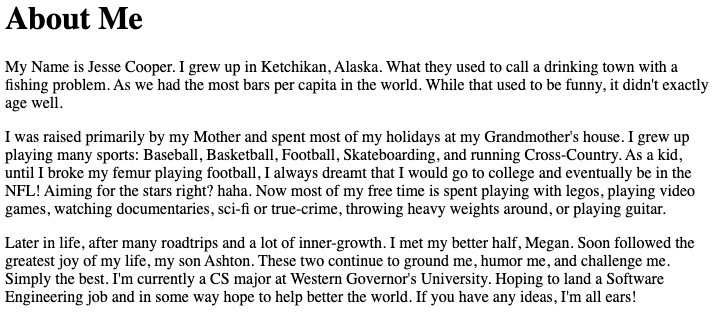 About Me
My Name is Jesse Cooper. I grew up in Ketchikan, Alaska. What they used to call a drinking town with a
fishing problem. As we had the most bars per capita in the world. While that used to be funny, it didn't exactly
age well.
I was raised primarily by my Mother and spent most of my holidays at my Grandmother's house. I grew up
playing many sports: Baseball, Basketball, Football, Skateboarding, and running Cross-Country. As a kid,
until I broke my femur playing football, I always dreamt that I would go to college and eventually be in the
NFL! Aiming for the stars right? haha. Now most of my free time is spent playing with legos, playing video
games, watching documentaries, sci-fi or true-crime, throwing heavy weights around, or playing guitar.
Later in life, after many roadtrips and a lot of inner-growth. I met my better half, Megan. Soon followed the
greatest joy of my life, my son Ashton. These two continue to ground me, humor me, and challenge me.
Simply the best. I'm currently a CS major at Western Governor's University. Hoping to land a Software
Engineering job and in some way hope to help better the world. If you have any ideas, I'm all ears!